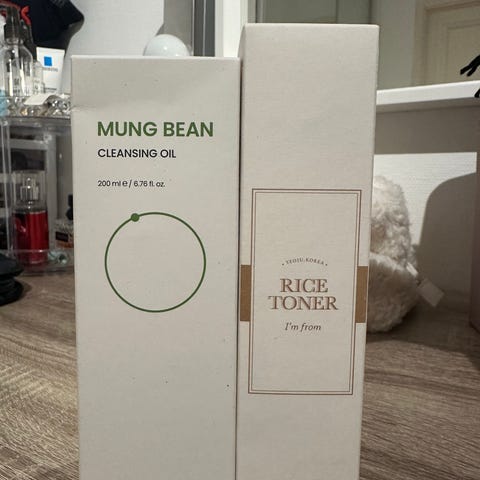 MUNG BEAN
CLEANSING OIL
200 ml ℮ / 6.76 fl. oz.
• YEOJU.KOREA •
RICE
TONER
I'm from